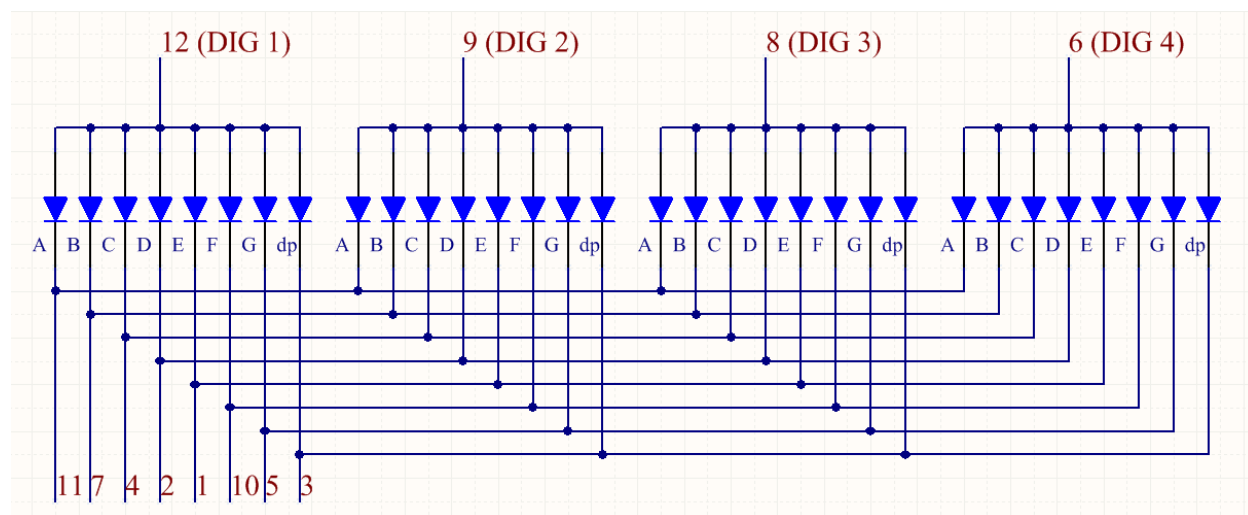 12 (DIG 1) 9 (DIG 2) 8 (DIG 3) 6 (DIG 4)
A B C D E F G dp A B C D E F G dp A B C D E F G dp A B C D E F G dp
11 7 4 2 1 10 5 3